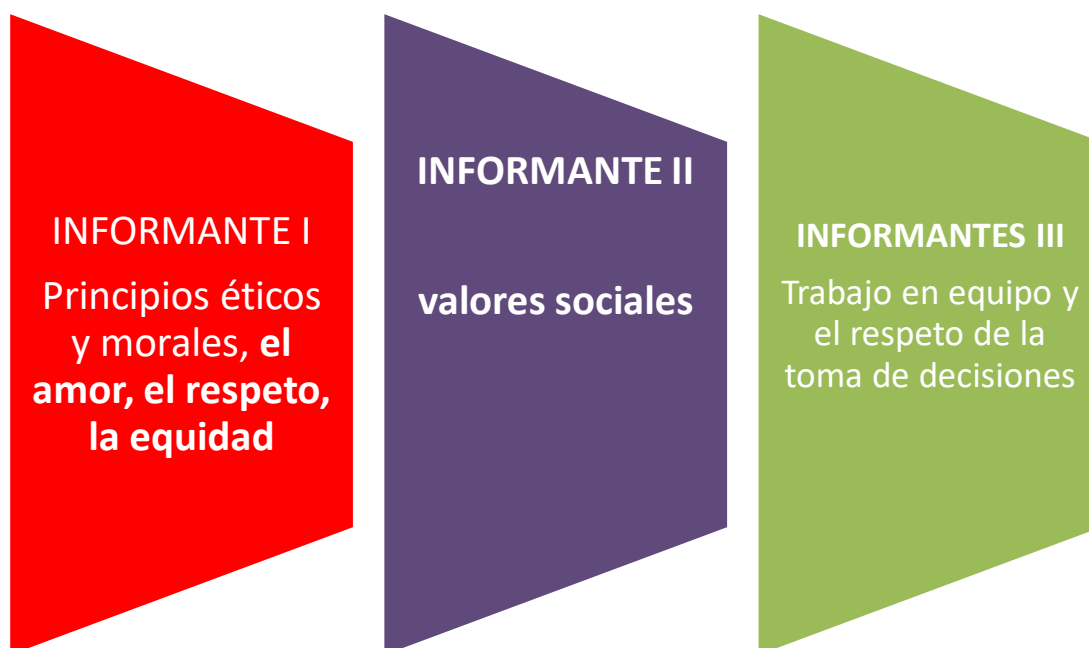 INFORMANTE I
Principios éticos
y morales, el
amor, el respeto,
la equidad
INFORMANTE II
valores sociales
INFORMANTES III
Trabajo en equipo y
el respeto de la
toma de decisiones